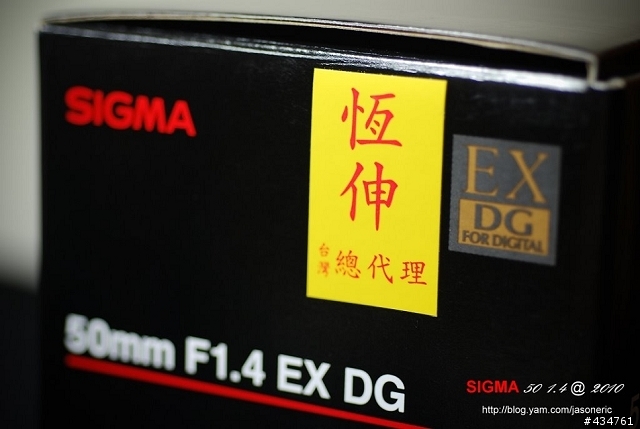 SIGMA
恆伸
台灣總代理
EX
DG
FOR DIGITAL
50mm F1.4 EX DG
SIGMA 50 1.4 @ 2010
http://blog.yam.com/jasoneric
#434761